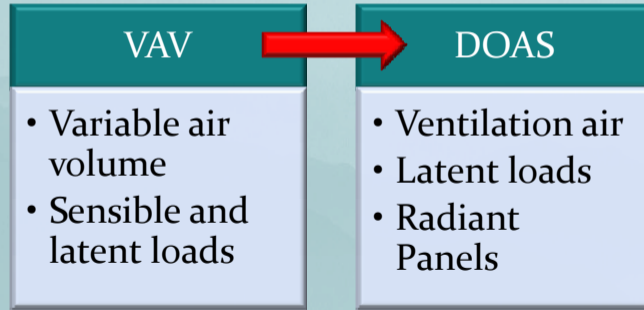 VAV
• Variable air
volume
• Sensible and
latent loads
DOAS
• Ventilation air
• Latent loads
• Radiant
Panels